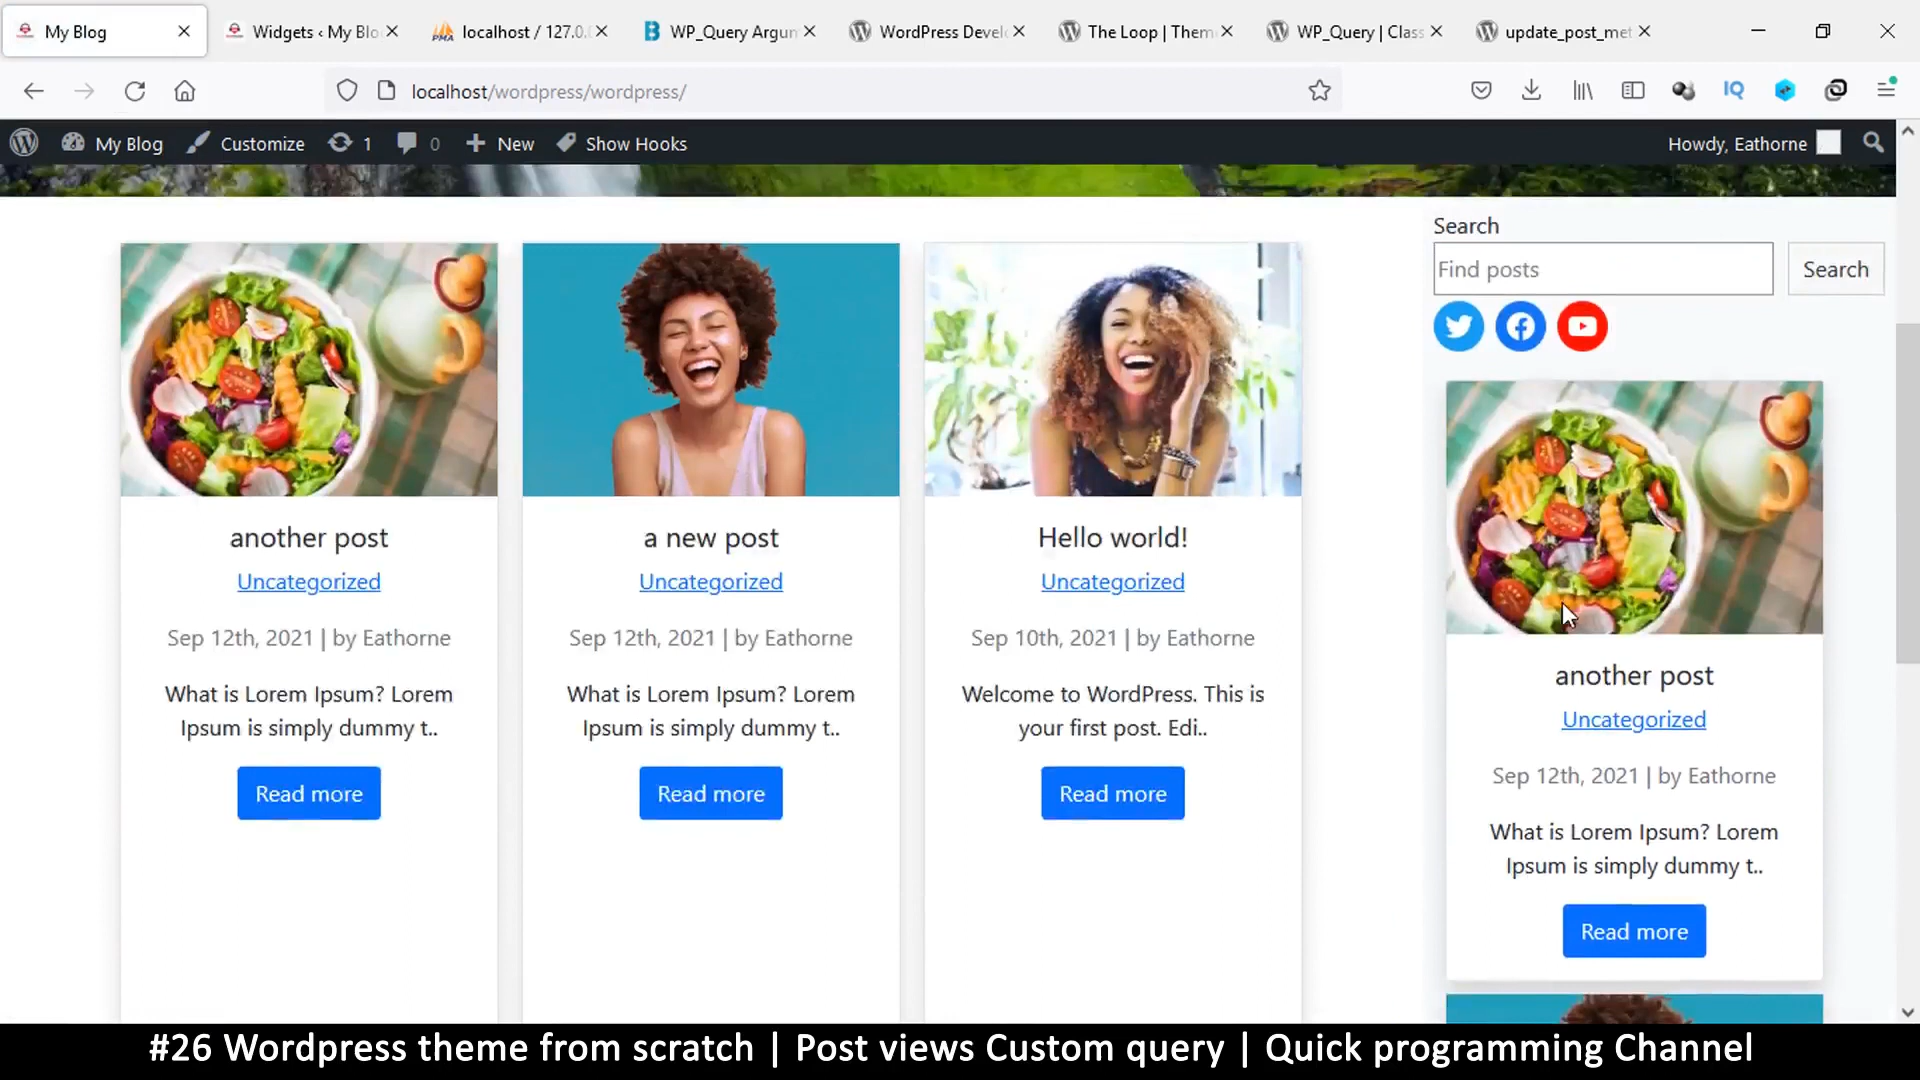 My Blog
Widgets ‹ My Blo
localhost / 127.0.
WP_Query Argun
WordPress Devel
The Loop | Them
WP_Query | Class
update_post_met
localhost/wordpress/wordpress/
IQ
My Blog
Customize
1
0
New
Show Hooks
Howdy, Eathorne
another post
Uncategorized
Sep 12th, 2021 | by Eathorne
What is Lorem Ipsum? Lorem
Ipsum is simply dummy t..
Read more
a new post
Uncategorized
Sep 12th, 2021 | by Eathorne
What is Lorem Ipsum? Lorem
Ipsum is simply dummy t..
Read more
Hello world!
Uncategorized
Sep 10th, 2021 | by Eathorne
Welcome to WordPress. This is
your first post. Edi..
Read more
Search
Find posts
Search
another post
Uncategorized
Sep 12th, 2021 | by Eathorne
What is Lorem Ipsum? Lorem
Ipsum is simply dummy t..
Read more
#26 Wordpress theme from scratch | Post views Custom query | Quick programming Channel